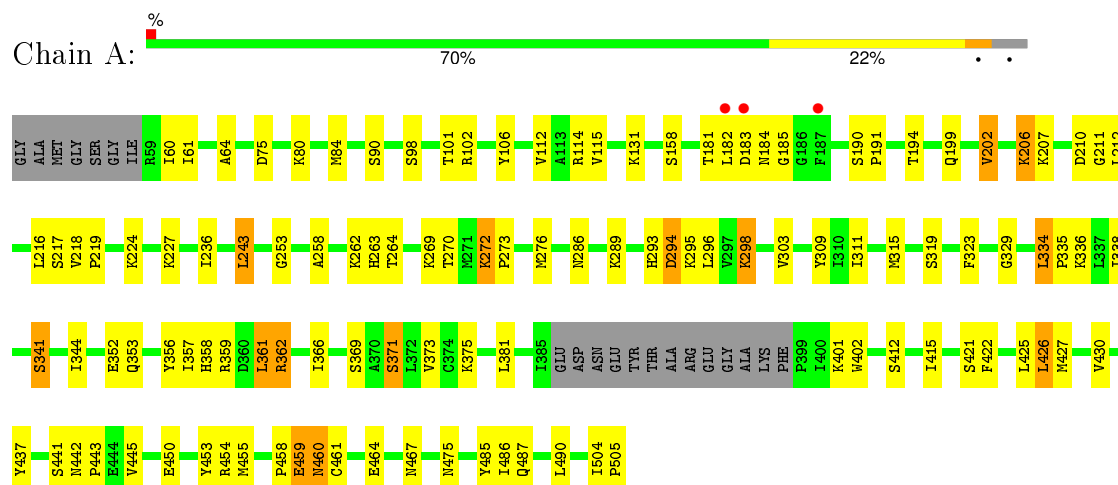 %
Chain A:
70%
22%
GLY ALA MET GLY SER GLY ILE R59 I60 I61 A64 D75 K80 M84 S90 S98 T101 R102 Y106 V112 A113 R114 V115 K131 S158 T181 L182 D183 N184 G185 G186 F187 S190 P191 T194 Q199 V202 K206 K207 D210 G211
L216 S217 V218 P219 K224 K227 I236 L243 G253 A258 K262 H263 T264 K269 T270 M271 K272 P273 M276 N286 K289 H293 D294 K295 L296 V297 K298 V303 Y309 I310 I311 M315 S319 F323 G329 L334 P335 K336 L337
S341 I344 E352 Q353 Y356 I357 H358 R359 D360 L361 R362 I366 S369 A370 S371 L372 V373 C374 K375 L381 I385 GLU ASP ASN GLU TYR THR ALA ARG GLU GLY ALA LYS PHE P399 I400 K401 W402 S412 I415 S421 F422 L425 L426 M427 V430
Y437 S441 N442 P443 E444 V445 E450 Y453 R454 M455 P458 E459 N460 C461 E464 N467 N475 Y485 I486 Q487 L490 I504 P505